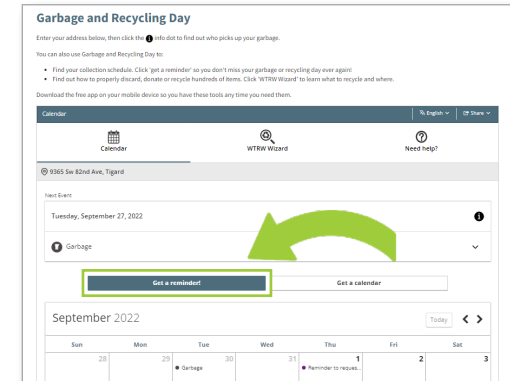 Garbage and Recycling Day
Enter your address below, then click the info dot to find out who picks up your garbage.
You can also use Garbage and Recycling Day to:
• Find your collection schedule. Click 'get a reminder' so you don't miss your garbage or recycling day ever again!
• Find out how to properly discard, donate or recycle hundreds of items. Click 'WTRW Wizard' to learn what to recycle and where.
Download the free app on your mobile device so you have these tools any time you need them.
Calendar English Share
Calendar WTRW Wizard Need help?
9365 Sw 82nd Ave, Tigard
Next Event
Tuesday, September 27, 2022
Garbage
Get a reminder! Get a calendar
September 2022 Today
Sun Mon Tue Wed Thu Fri Sat
28 29 30 31 1 2 3
• Garbage • Reminder to reques...